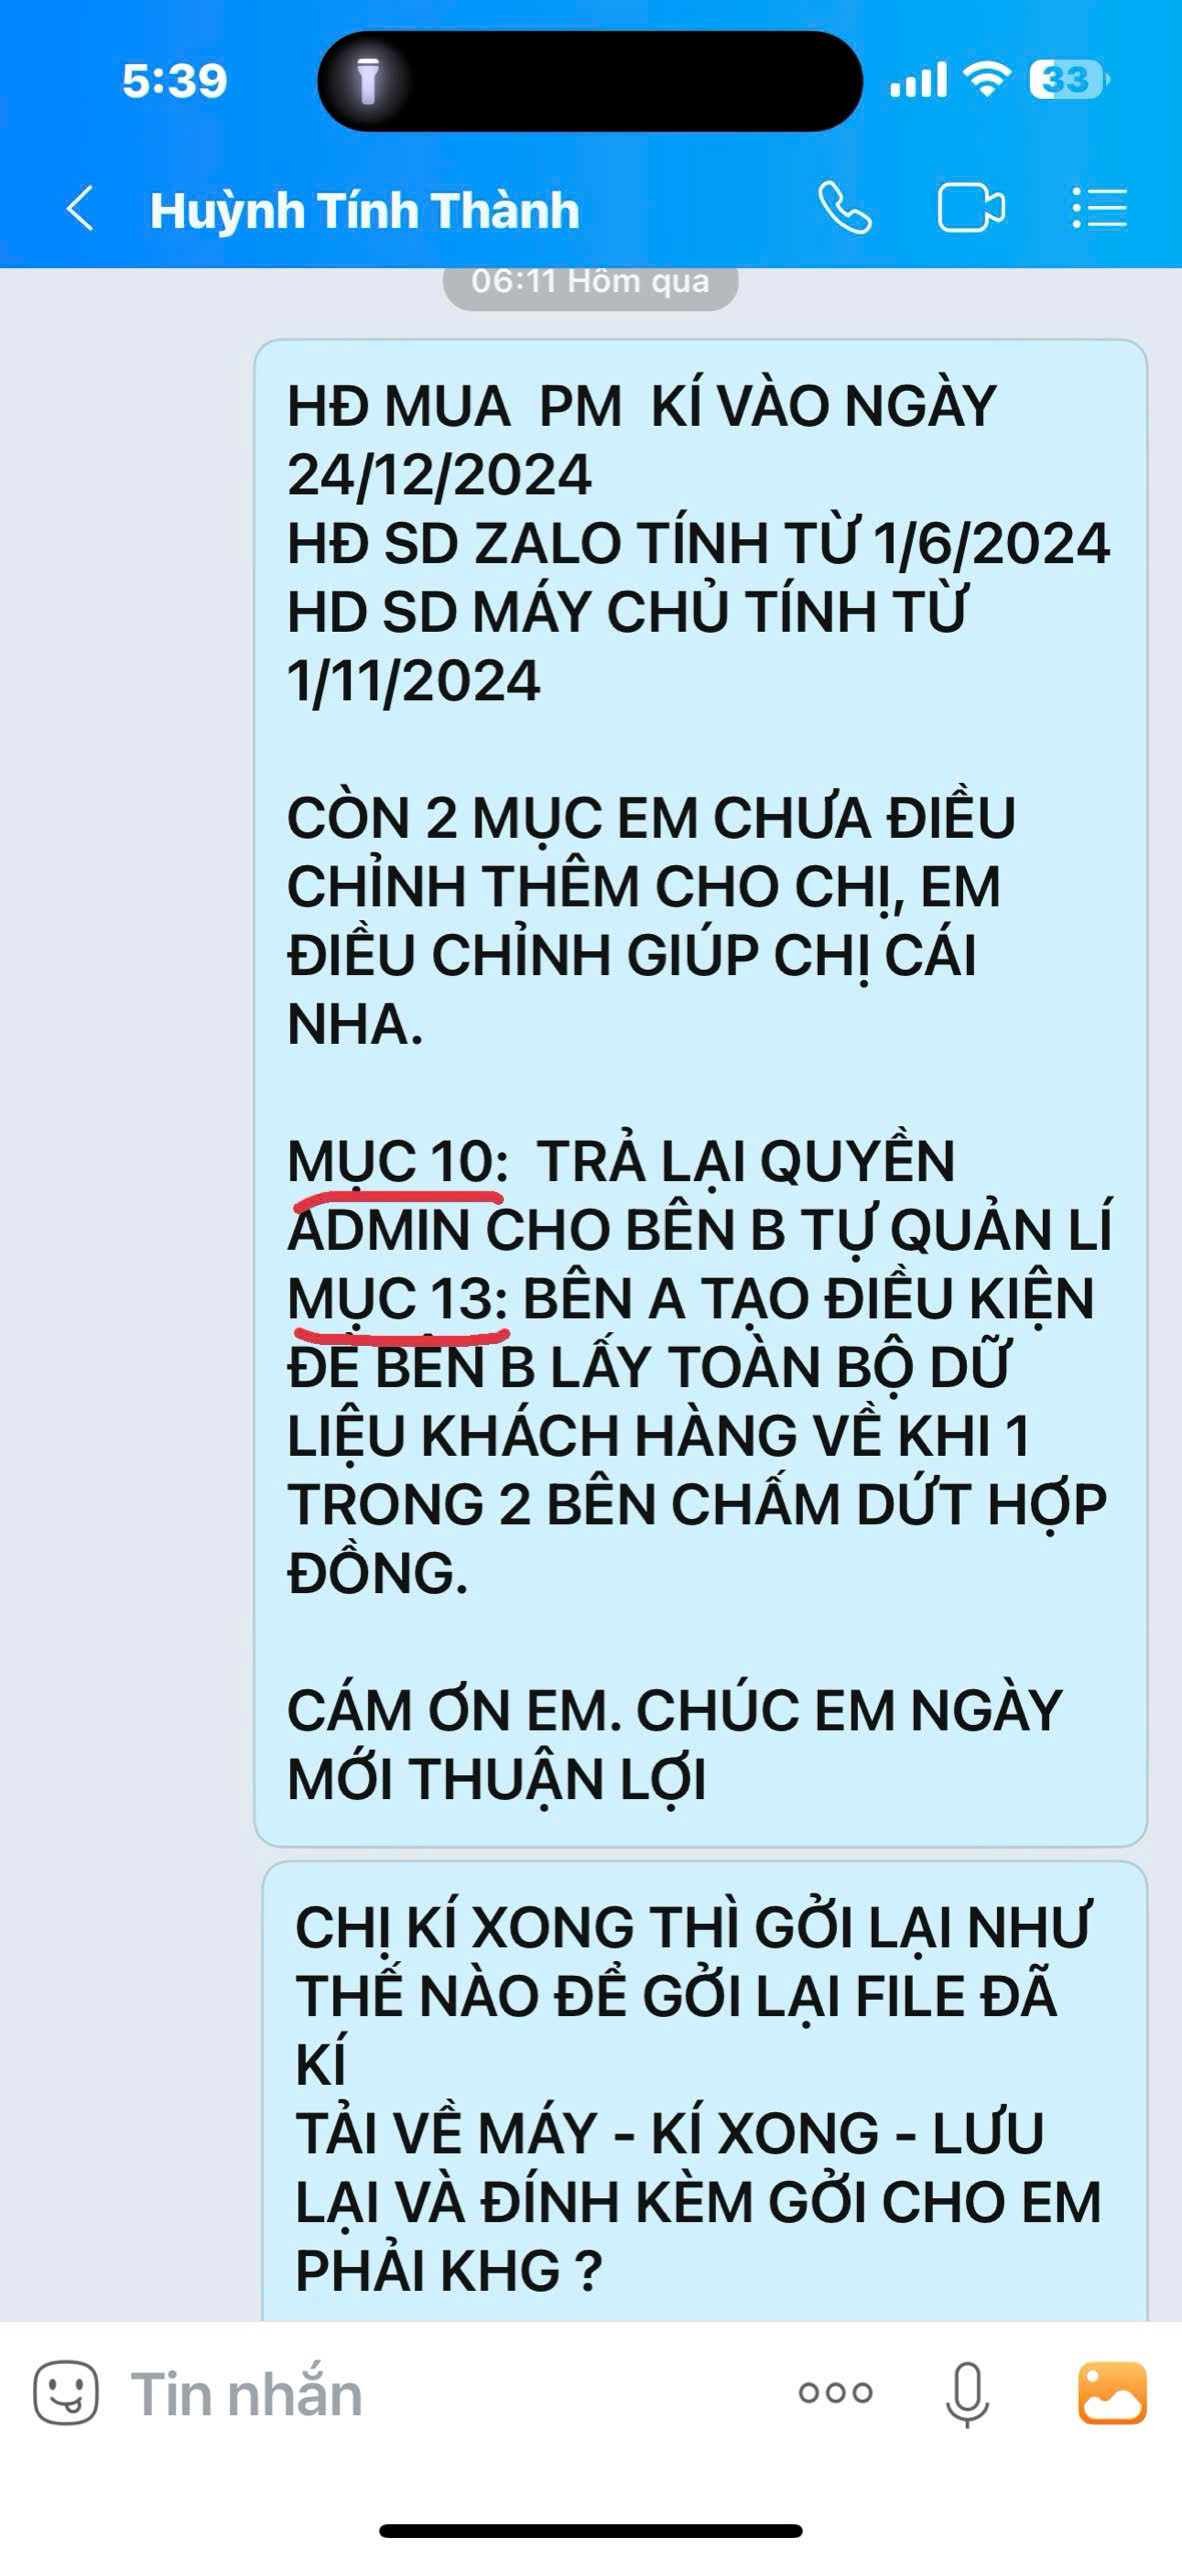 5:39
33
Huỳnh Tính Thành
06:11 Hôm qua
HĐ MUA PM KÍ VÀO NGÀY
24/12/2024
HĐ SD ZALO TÍNH TỪ 1/6/2024
HD SD MÁY CHỦ TÍNH TỪ
1/11/2024
CÒN 2 MỤC EM CHƯA ĐIỀU
CHỈNH THÊM CHO CHỊ, EM
ĐIỀU CHỈNH GIÚP CHỊ CÁI
NHA.
MỤC 10: TRẢ LẠI QUYỀN
ADMIN CHO BÊN B TỰ QUẢN LÍ
MỤC 13: BÊN A TẠO ĐIỀU KIỆN
ĐỂ BÊN B LẤY TOÀN BỘ DỮ
LIỆU KHÁCH HÀNG VỀ KHI 1
TRONG 2 BÊN CHẤM DỨT HỢP
ĐỒNG.
CÁM ƠN EM. CHÚC EM NGÀY
MỚI THUẬN LỢI
CHỊ KÍ XONG THÌ GỞI LẠI NHƯ
THẾ NÀO ĐỂ GỞI LẠI FILE ĐÃ
KÍ
TẢI VỀ MÁY - KÍ XONG - LƯU
LẠI VÀ ĐÍNH KÈM GỞI CHO EM
PHẢI KHG ?
Tin nhắn